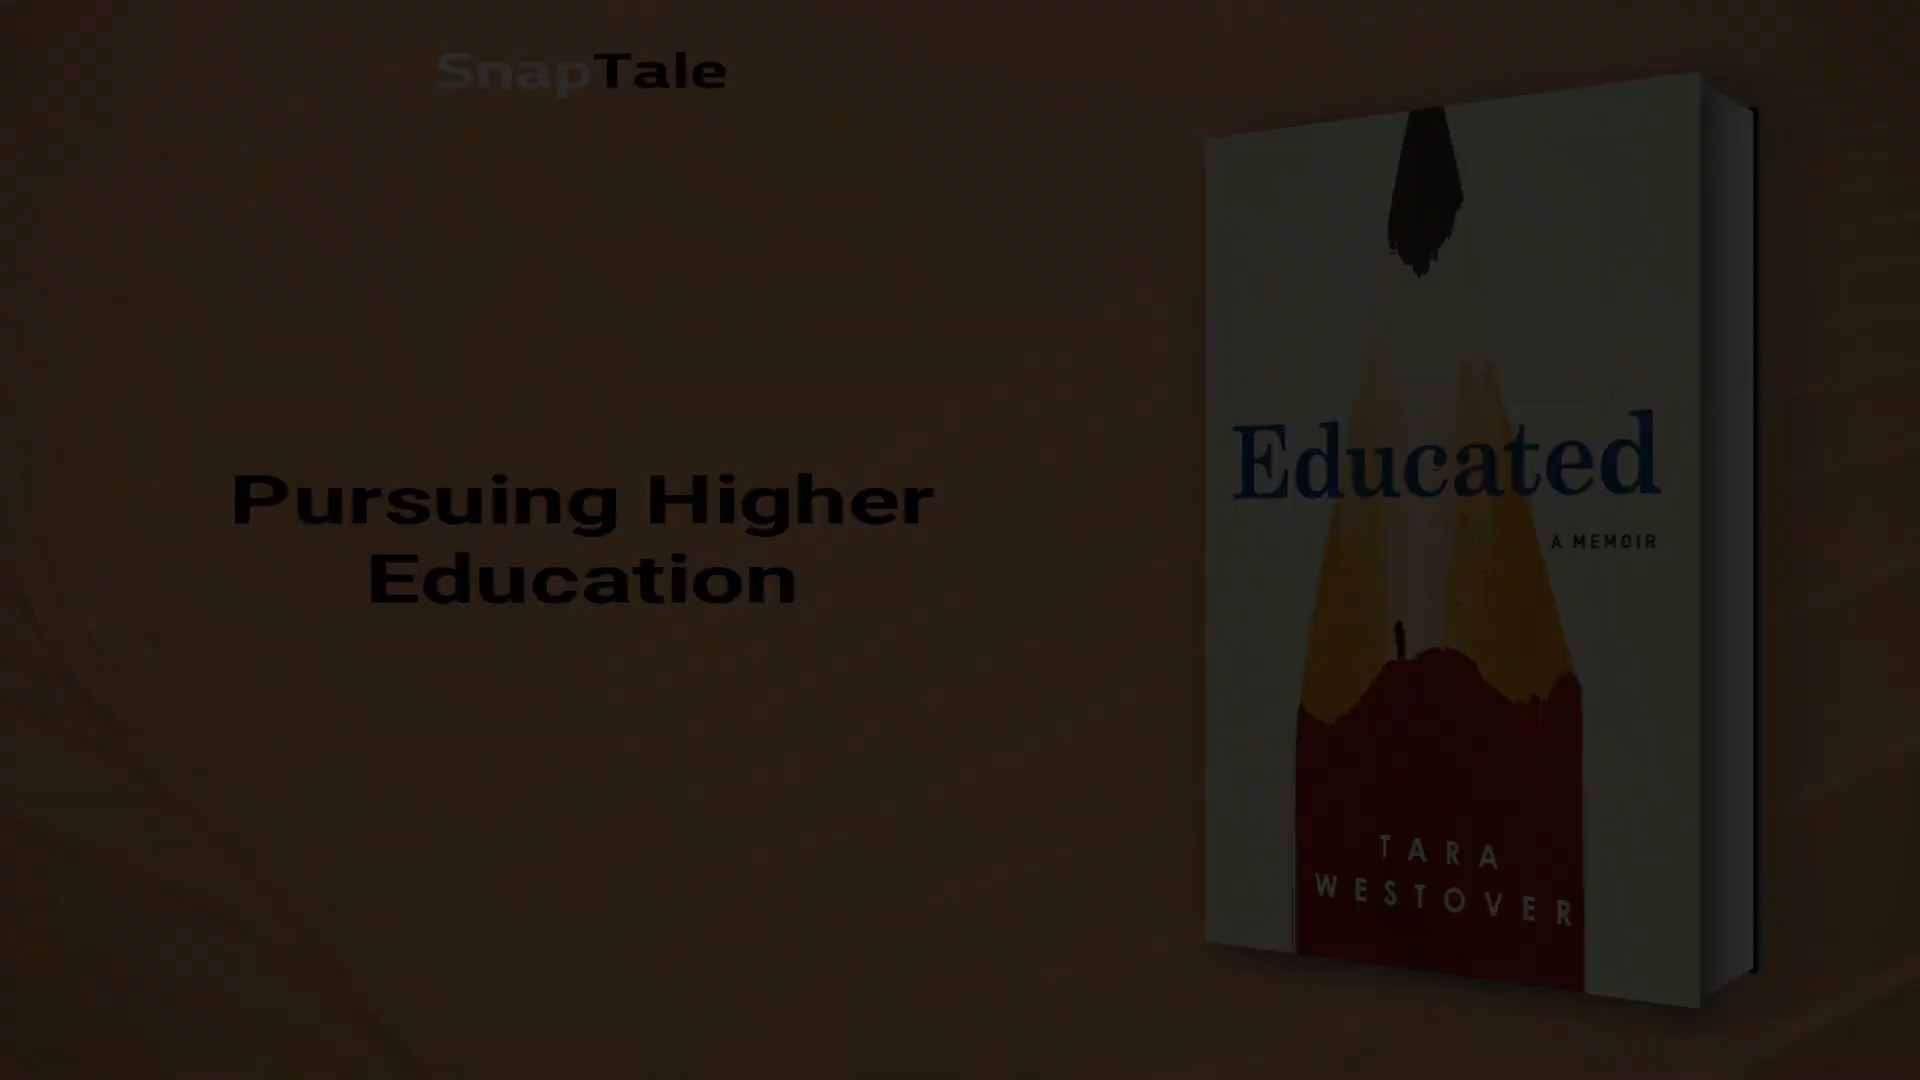 SnapTale
Pursuing Higher
Education
Educated
A MEMOIR
TARA
WESTOVER